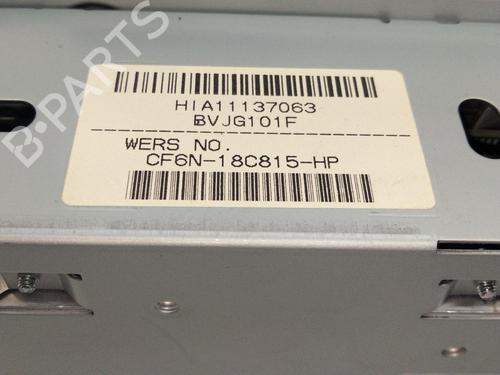 B-PARTS
HIA11137063
BVJG101F
WERS NO.
CF6N-18C815-HP